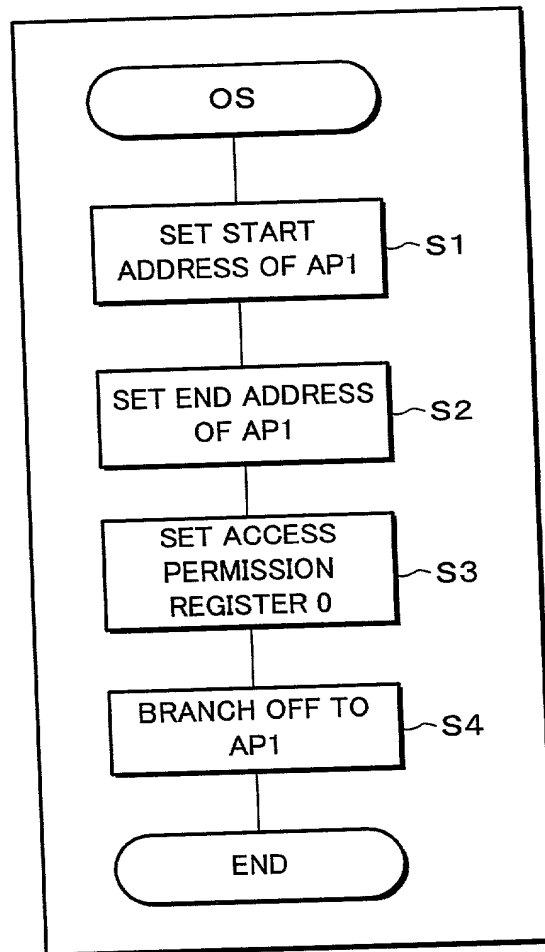 OS
SET START
ADDRESS OF AP1
S1
SET END ADDRESS
OF AP1
S2
SET ACCESS
PERMISSION
REGISTER 0
S3
BRANCH OFF TO
AP1
S4
END